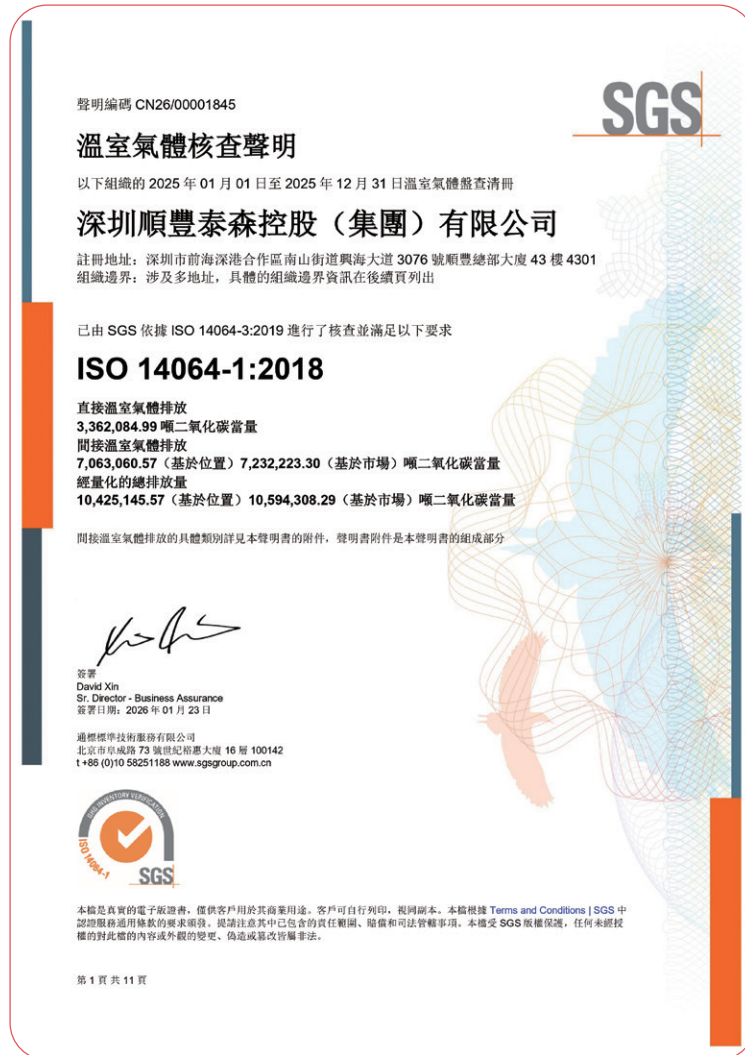 SGS
聲明編碼 CN26/00001845
溫室氣體核查聲明
以下組織的 2025 年 01 月 01 日至 2025 年 12 月 31 日溫室氣體盤查清冊
深圳順豐泰森控股（集團）有限公司
註冊地址：深圳市前海深港合作區南山街道興海大道 3076 號順豐總部大廈 43 樓 4301
組織邊界：涉及多地址，具體的組織邊界資訊在後續頁列出
已由 SGS 依據 ISO 14064-3:2019 進行了核查並滿足以下要求
ISO 14064-1:2018
直接溫室氣體排放
3,362,084.99 噸二氧化碳當量
間接溫室氣體排放
7,063,060.57（基於位置）7,232,223.30（基於市場）噸二氧化碳當量
經量化的總排放量
10,425,145.57（基於位置）10,594,308.29（基於市場）噸二氧化碳當量
間接溫室氣體排放的具體類別詳見本聲明書的附件，聲明書附件是本聲明書的組成部分
簽署
David Xin
Sr. Director - Business Assurance
簽署日期：2026 年 01 月 23 日
通標標準技術服務有限公司
北京市阜成路 73 號世紀裕惠大廈 16 層 100142
t +86 (0)10 58251188 www.sgsgroup.com.cn
GHG INVENTORY VERIFICATION
ISO 14064-1
SGS
本檔是真實的電子版證書，僅供客戶用於其商業用途。客戶可自行列印，視同副本。本檔根據 Terms and Conditions | SGS 中
認證服務通用條款的要求頒發。提請注意其中已包含的責任範圍、賠償和司法管轄事項。本檔受 SGS 版權保護，任何未經授
權的對此檔的內容或外觀的變更、偽造或篡改皆屬非法。
第 1 頁 共 11 頁